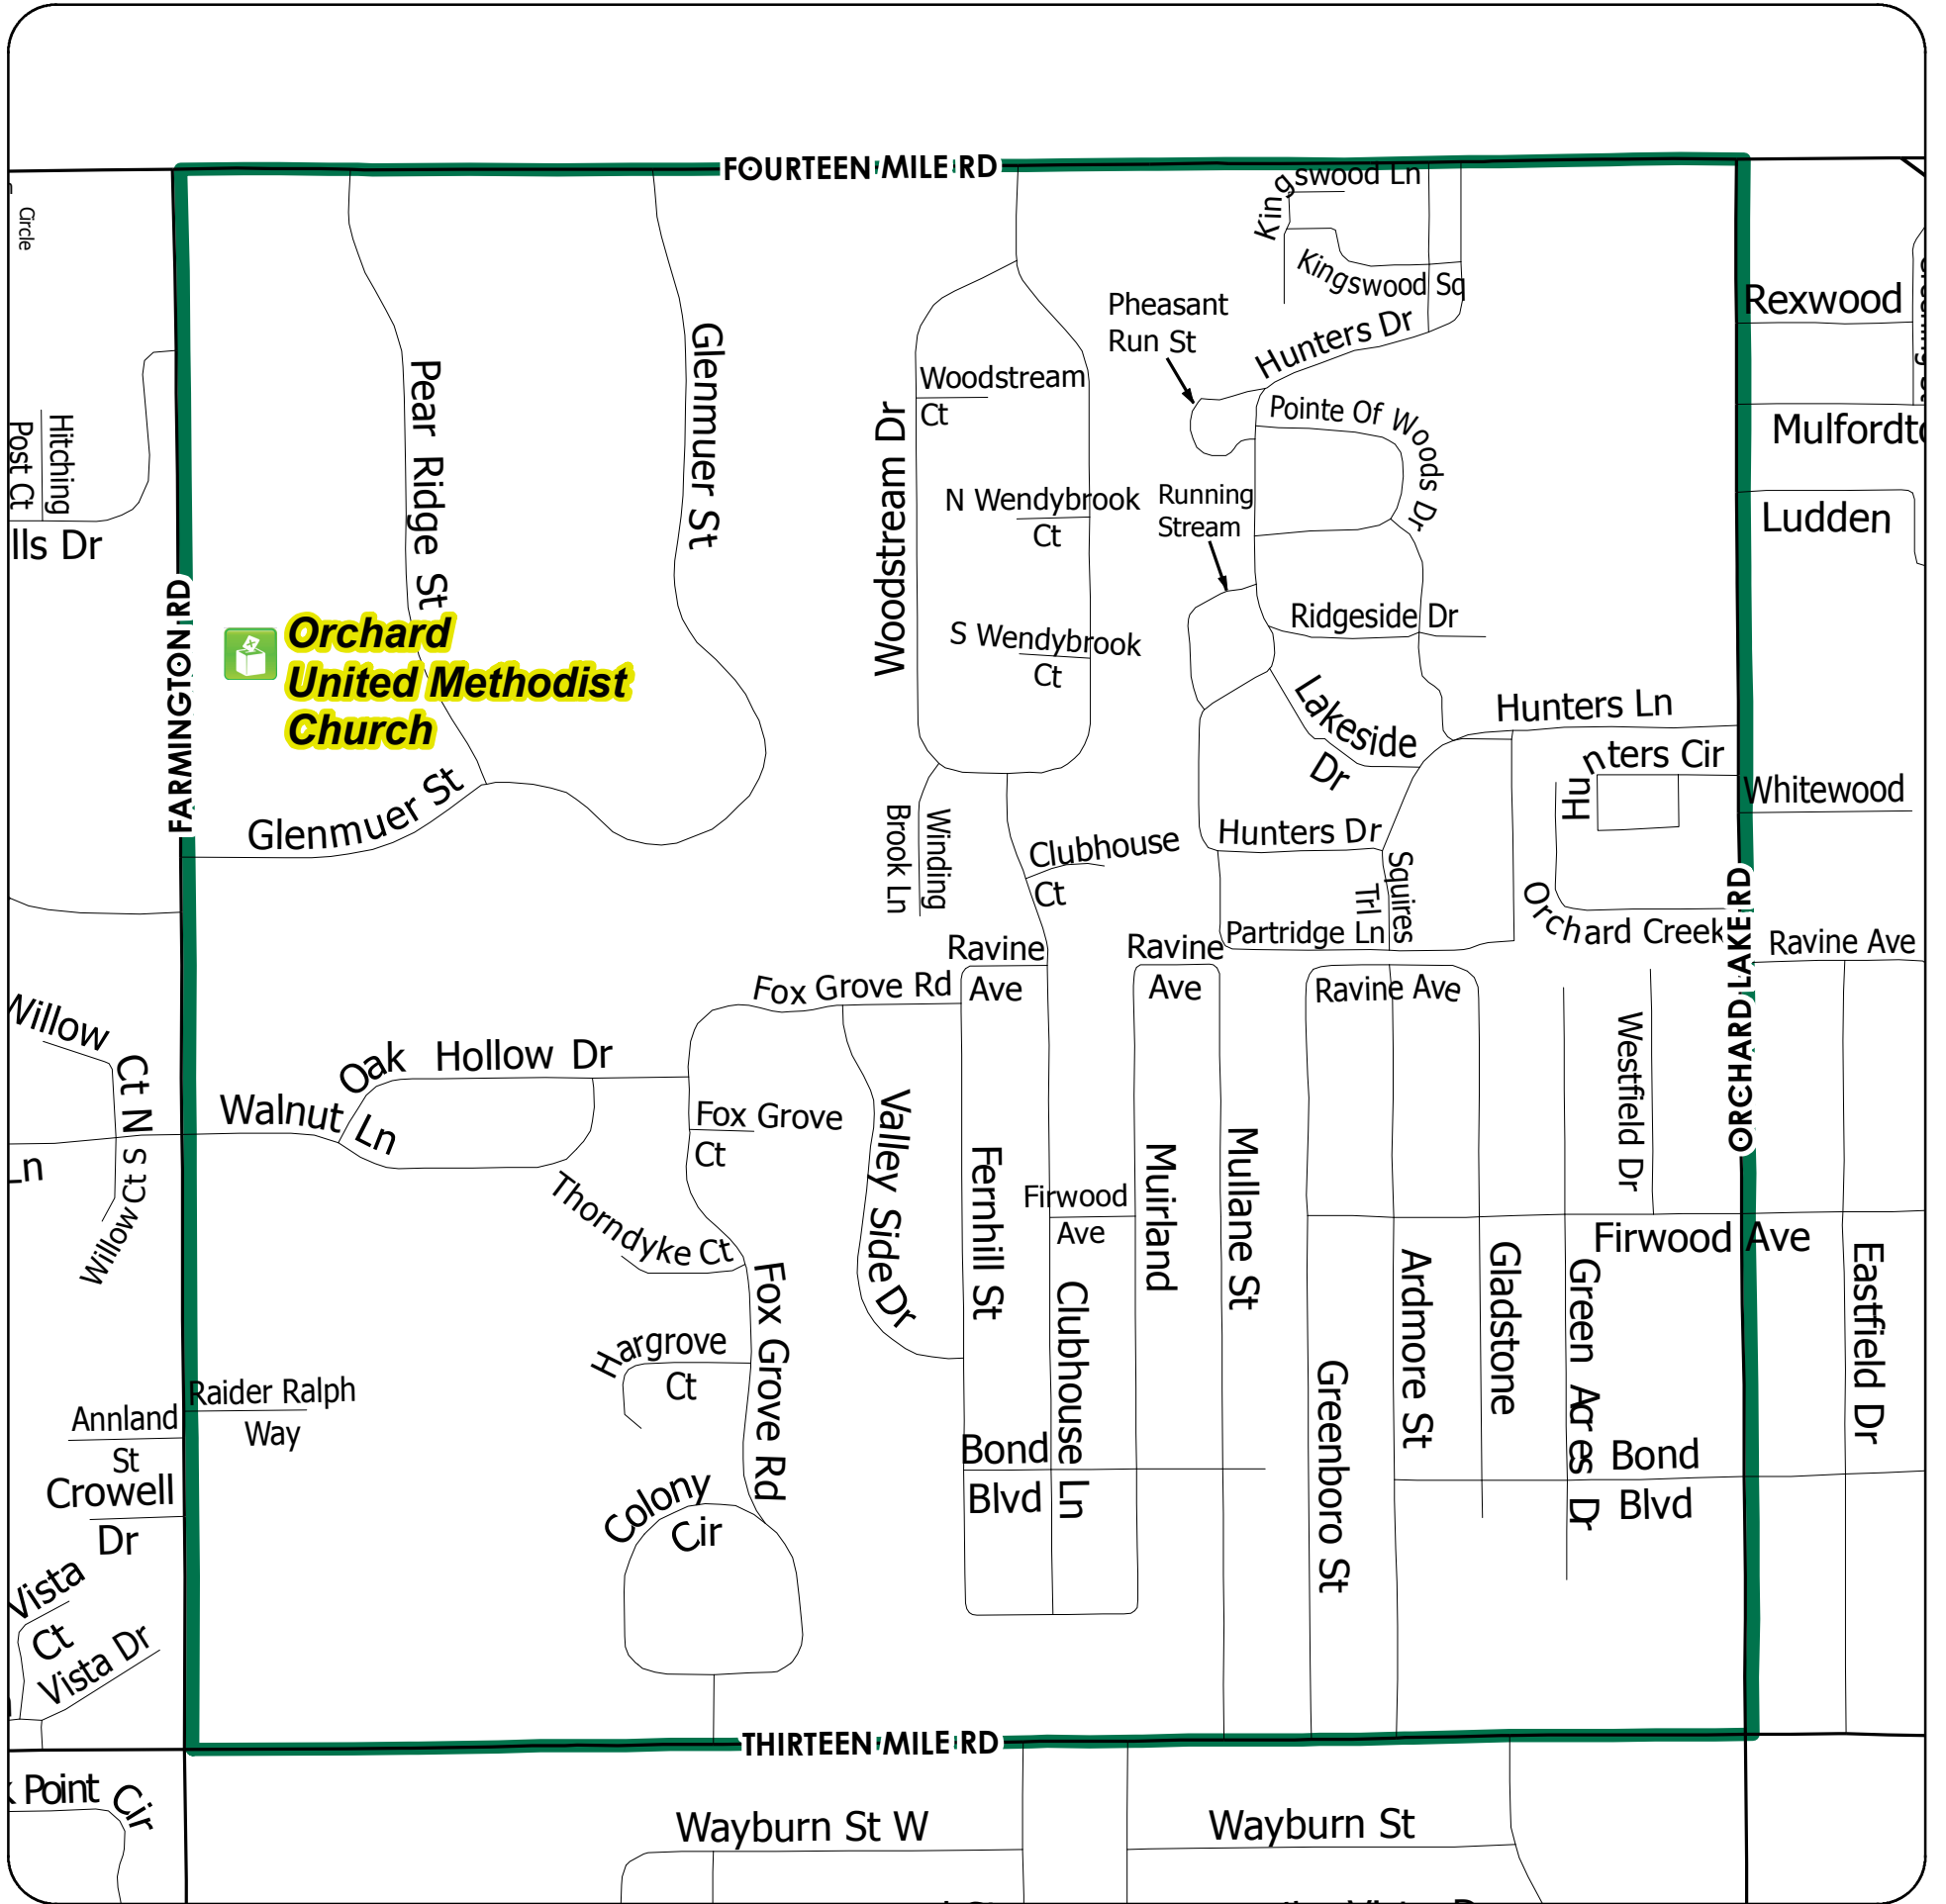 FOURTEEN MILE RD
Kingswood Ln
Circle
Kingswood Sq
Rexwood
Pheasant
Run St
Hunters Dr
Glenmuer St
Pear Ridge St
Woodstream
Ct
Woodstream Dr
Pointe Of Woods Dr
Mulfordto
Hitching
Post Ct
N Wendybrook
Ct
Running
Stream
Ludden
lls Dr
FARMINGTON RD
Orchard
United Methodist
Church
S Wendybrook
Ct
Ridgeside Dr
Lakeside
Dr
Hunters Ln
Hunters Cir
Whitewood
Glenmuer St
Winding
Brook Ln
Clubhouse
Ct
Hunters Dr
Squires
Trl
Orchard Creek
ORCHARD LAKE RD
Partridge Ln
Ravine
Ave
Ravine
Ave
Ravine Ave
Ravine Ave
Fox Grove Rd
Willow
Ct N
Oak Hollow Dr
Walnut Ln
Fox Grove
Ct
Valley Side Dr
Fernhill St
Muirland
Mullane St
Westfield Dr
Ln
Willow Ct S
Thorndyke Ct
Firwood
Ave
Firwood Ave
Fox Grove Rd
Clubhouse Ln
Greenboro St
Ardmore St
Gladstone
Green Acres Dr
Eastfield Dr
Hargrove
Ct
Raider Ralph
Way
Annland
St
Crowell
Dr
Bond
Blvd
Bond
Blvd
Colony
Cir
Vista
Ct
Vista Dr
THIRTEEN MILE RD
Point Cir
Wayburn St W
Wayburn St